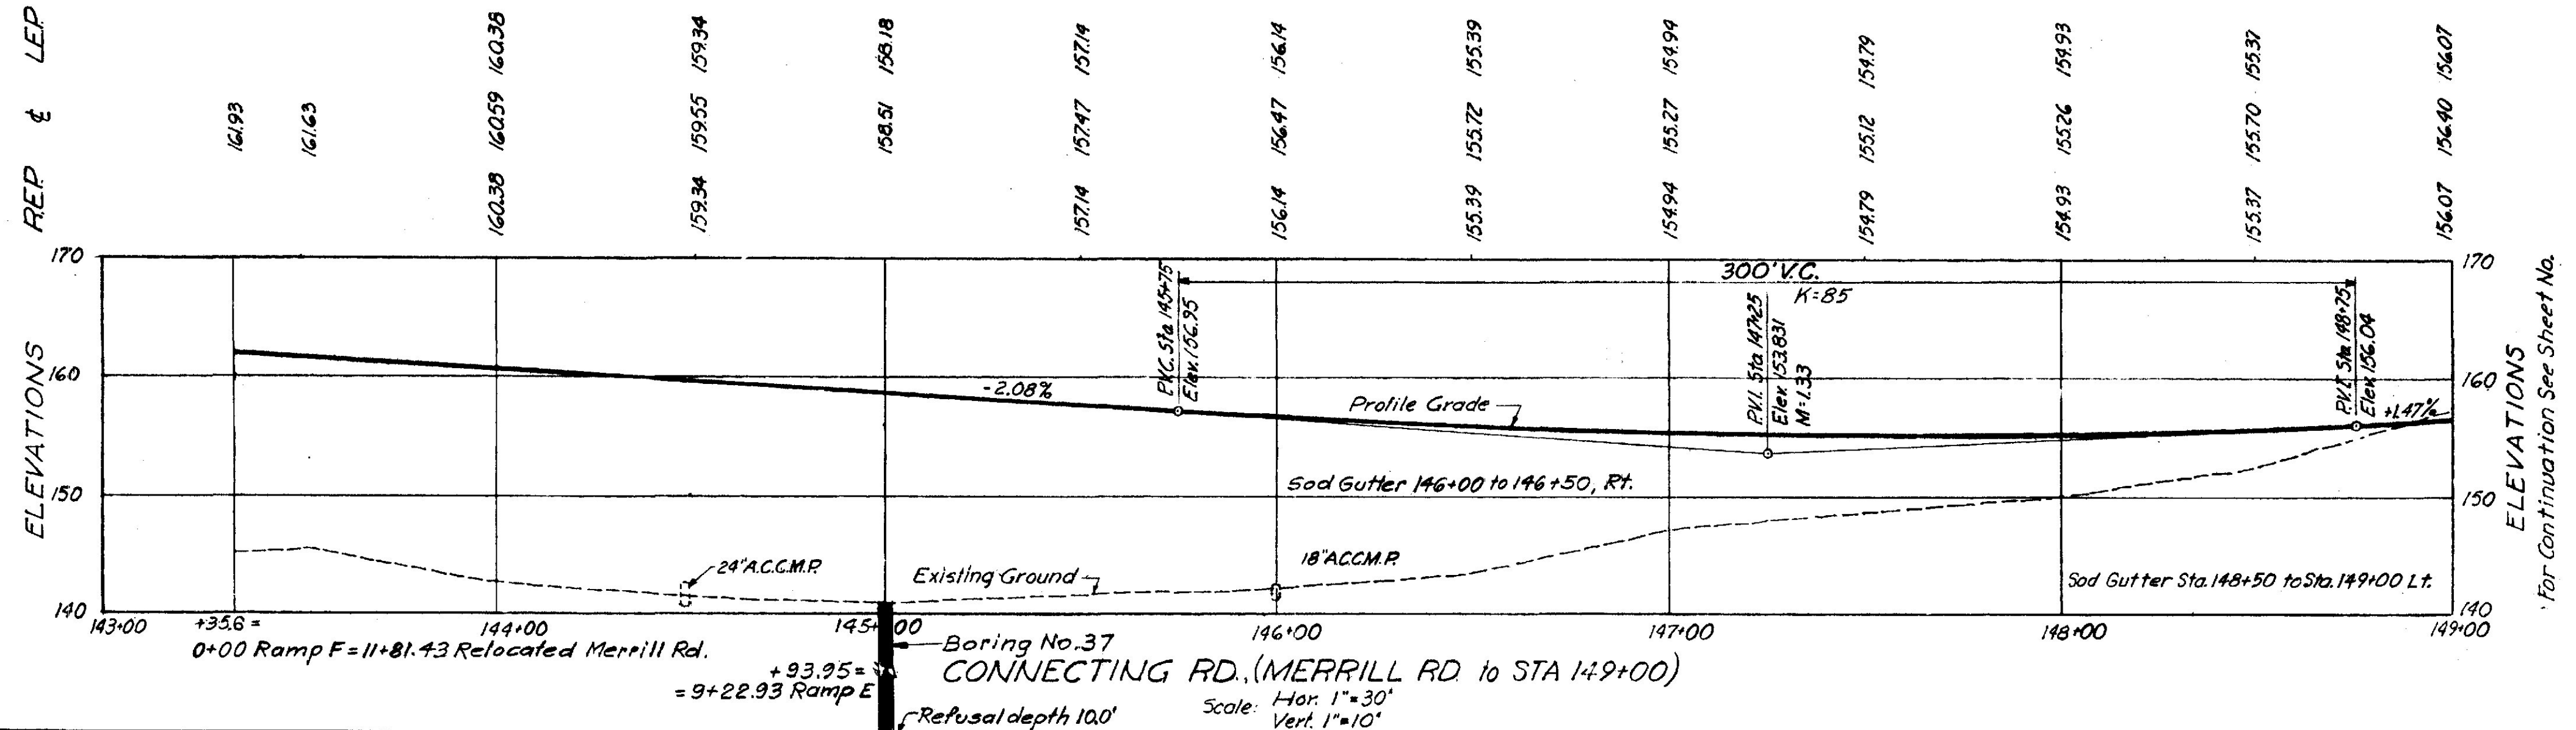 L.E.P. 160.38 159.34 158.18 157.14 156.14 155.39 154.94 154.79 154.93 155.37 156.07
℄ 161.93 161.63 160.59 159.55 158.51 157.47 156.47 155.72 155.27 155.12 155.26 155.70 156.40
R.E.P. 160.38 159.34 157.14 156.14 155.39 154.94 154.79 154.93 155.37 156.07
170
170
300' V.C.
K=85
P.V.C. Sta 145+75
Elev. 156.95
P.V.I. Sta 147+25
Elev. 153.831
M=1.33
P.V.T. Sta 148+75
Elev. 156.04
ELEVATIONS
ELEVATIONS
For Continuation See Sheet No.
160
160
-2.08%
Profile Grade
+1.47%
150
150
Sod Gutter 146+00 to 146+50, Rt.
24" A.C.C.M.P.
Existing Ground
18" A.C.C.M.P.
Sod Gutter Sta. 148+50 to Sta. 149+00 Lt.
140
140
143+00 +35.6 = 144+00 145+00 146+00 147+00 148+00 149+00
0+00 Ramp F = 11+81.43 Relocated Merrill Rd.
Boring No. 37
+93.95 =
= 9+22.93 Ramp E
CONNECTING RD., (MERRILL RD. to STA 149+00)
Scale: Hor. 1"=30'
Vert. 1"=10'
Refusal depth 10.0'